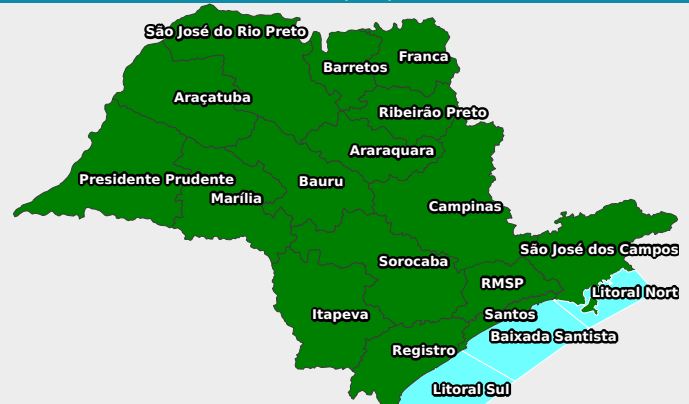 São José do Rio Preto
Franca
Barretos
Araçatuba
Ribeirão Preto
Araraquara
Presidente Prudente
Bauru
Marília
Campinas
São José dos Campos
Sorocaba
RMSP
Litoral Nort
Itapeva
Santos
Baixada Santista
Registro
Litoral Sul